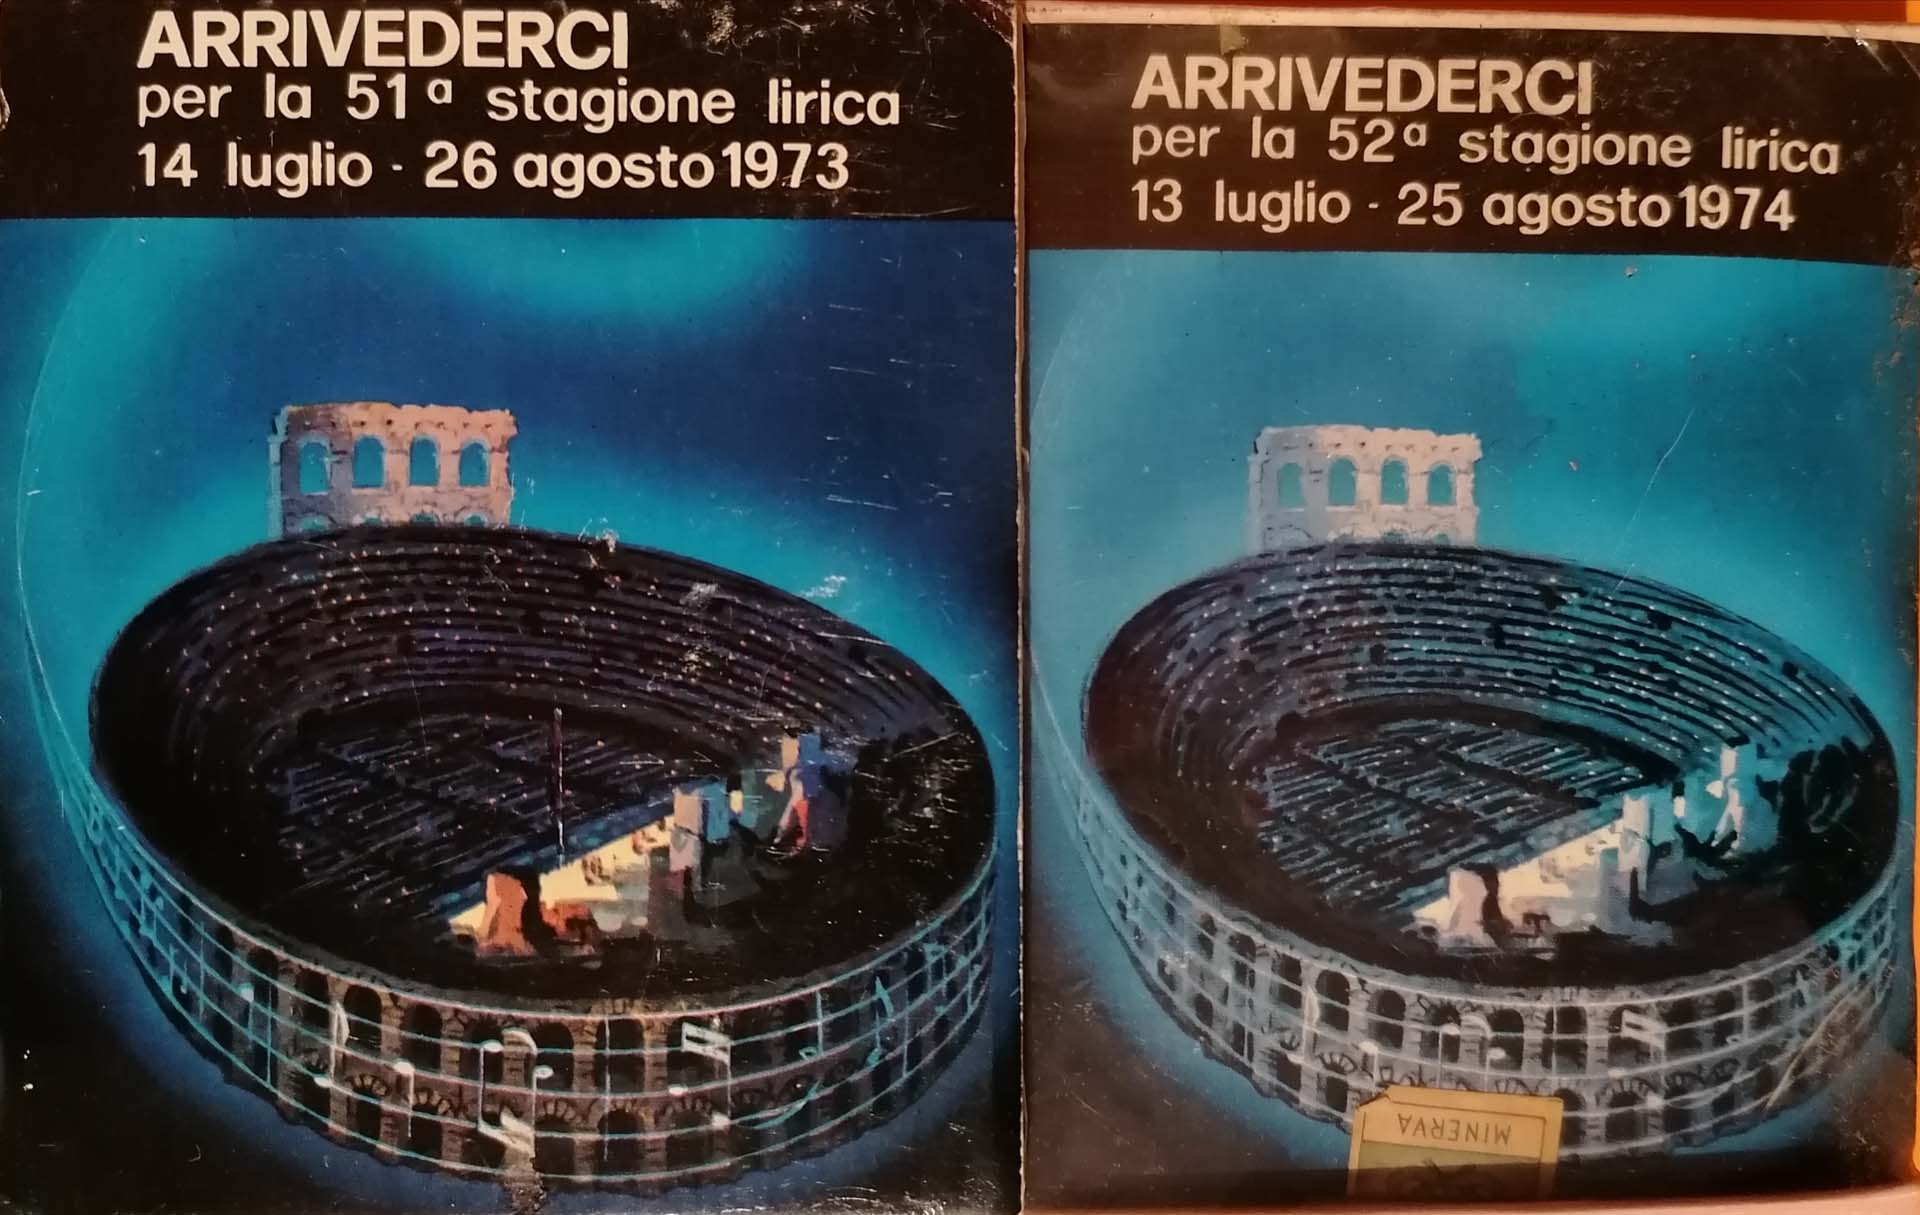 ARRIVEDERCI
per la 51ª stagione lirica
14 luglio - 26 agosto 1973
ARRIVEDERCI
per la 52ª stagione lirica
13 luglio - 25 agosto 1974
MINERVA